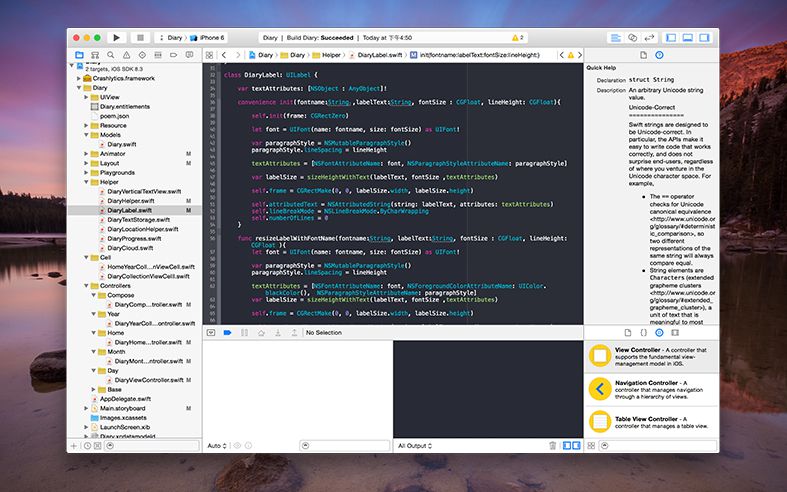 Diary
iPhone 6
Diary | Build Diary: Succeeded | Today at 下午4:50
2
Diary
2 targets, iOS SDK 8.3
Crashlytics.framework
Diary
UIView
Diary.entitlements
poem.json
Resource
Models
Diary.swift
Animator M
Layout M
Playgrounds
Helper
DiaryVerticalTextView.swift
DiaryHelper.swift M
DiaryLabel.swift M
DiaryTextStorage.swift
DiaryLocationHelper.swift
DiaryProgress.swift
DiaryCloud.swift
Cell
HomeYearColl...nViewCell.swift
DiaryCollectionViewCell.swift
Controllers
Compose
DiaryComp...troller.swift M
Year
DiaryYearColl...ontroller.swift
Home
DiaryHome...troller.swift M
Month
DiaryMont...ntroller.swift M
Day
DiaryViewController.swift M
Base
AppDelegate.swift
Main.storyboard M
Images.xcassets
LaunchScreen.xib
Diary.xcdatamodeld
Diary Diary Helper DiaryLabel.swift M init(fontname:labelText:fontSize:lineHeight:)
class DiaryLabel: UILabel {
var textAttributes: [NSObject : AnyObject]!
convenience init(fontname:String, labelText:String, fontSize : CGFloat, lineHeight: CGFloat){
self.init(frame: CGRectZero)
let font = UIFont(name: fontname, size: fontSize) as UIFont!
var paragraphStyle = NSMutableParagraphStyle()
paragraphStyle.lineSpacing = lineHeight
textAttributes = [NSFontAttributeName: font, NSParagraphStyleAttributeName: paragraphStyle]
var labelSize = sizeHeightWithText(labelText, fontSize ,textAttributes)
self.frame = CGRectMake(0, 0, labelSize.width, labelSize.height)
self.attributedText = NSAttributedString(string: labelText, attributes: textAttributes)
self.lineBreakMode = NSLineBreakMode.ByCharWrapping
self.numberOfLines = 0
}
func resizeLabelWithFontName(fontname:String, labelText:String, fontSize : CGFloat, lineHeight:
CGFloat ){
let font = UIFont(name: fontname, size: fontSize) as UIFont!
var paragraphStyle = NSMutableParagraphStyle()
paragraphStyle.lineSpacing = lineHeight
textAttributes = [NSFontAttributeName: font, NSForegroundColorAttributeName: UIColor.
blackColor(), NSParagraphStyleAttributeName: paragraphStyle]
var labelSize = sizeHeightWithText(labelText, fontSize ,textAttributes)
self.frame = CGRectMake(0, 0, labelSize.width, labelSize.height)
No Selection
Auto
All Output
Quick Help
Declaration struct String
Description An arbitrary Unicode string
value.
Unicode-Correct
===============
Swift strings are designed to
be Unicode-correct. In
particular, the APIs make it
easy to write code that works
correctly, and does not
surprise end-users, regardless
of where you venture in the
Unicode character space. For
example,
• The == operator
checks for Unicode
canonical equivalence
<http://www.unicode.or
g/glossary/#determinist
ic_comparison>, so
two different
representations of the
same string will always
compare equal.
• String elements are
Characters (extended
grapheme clusters
<http://www.unicode.or
g/glossary/#extended_
grapheme_cluster>), a
unit of text that is
meaningful to most
View Controller - A controller that
supports the fundamental view-
management model in iOS.
Navigation Controller - A
controller that manages navigation
through a hierarchy of views.
Table View Controller - A
controller that manages a table view.